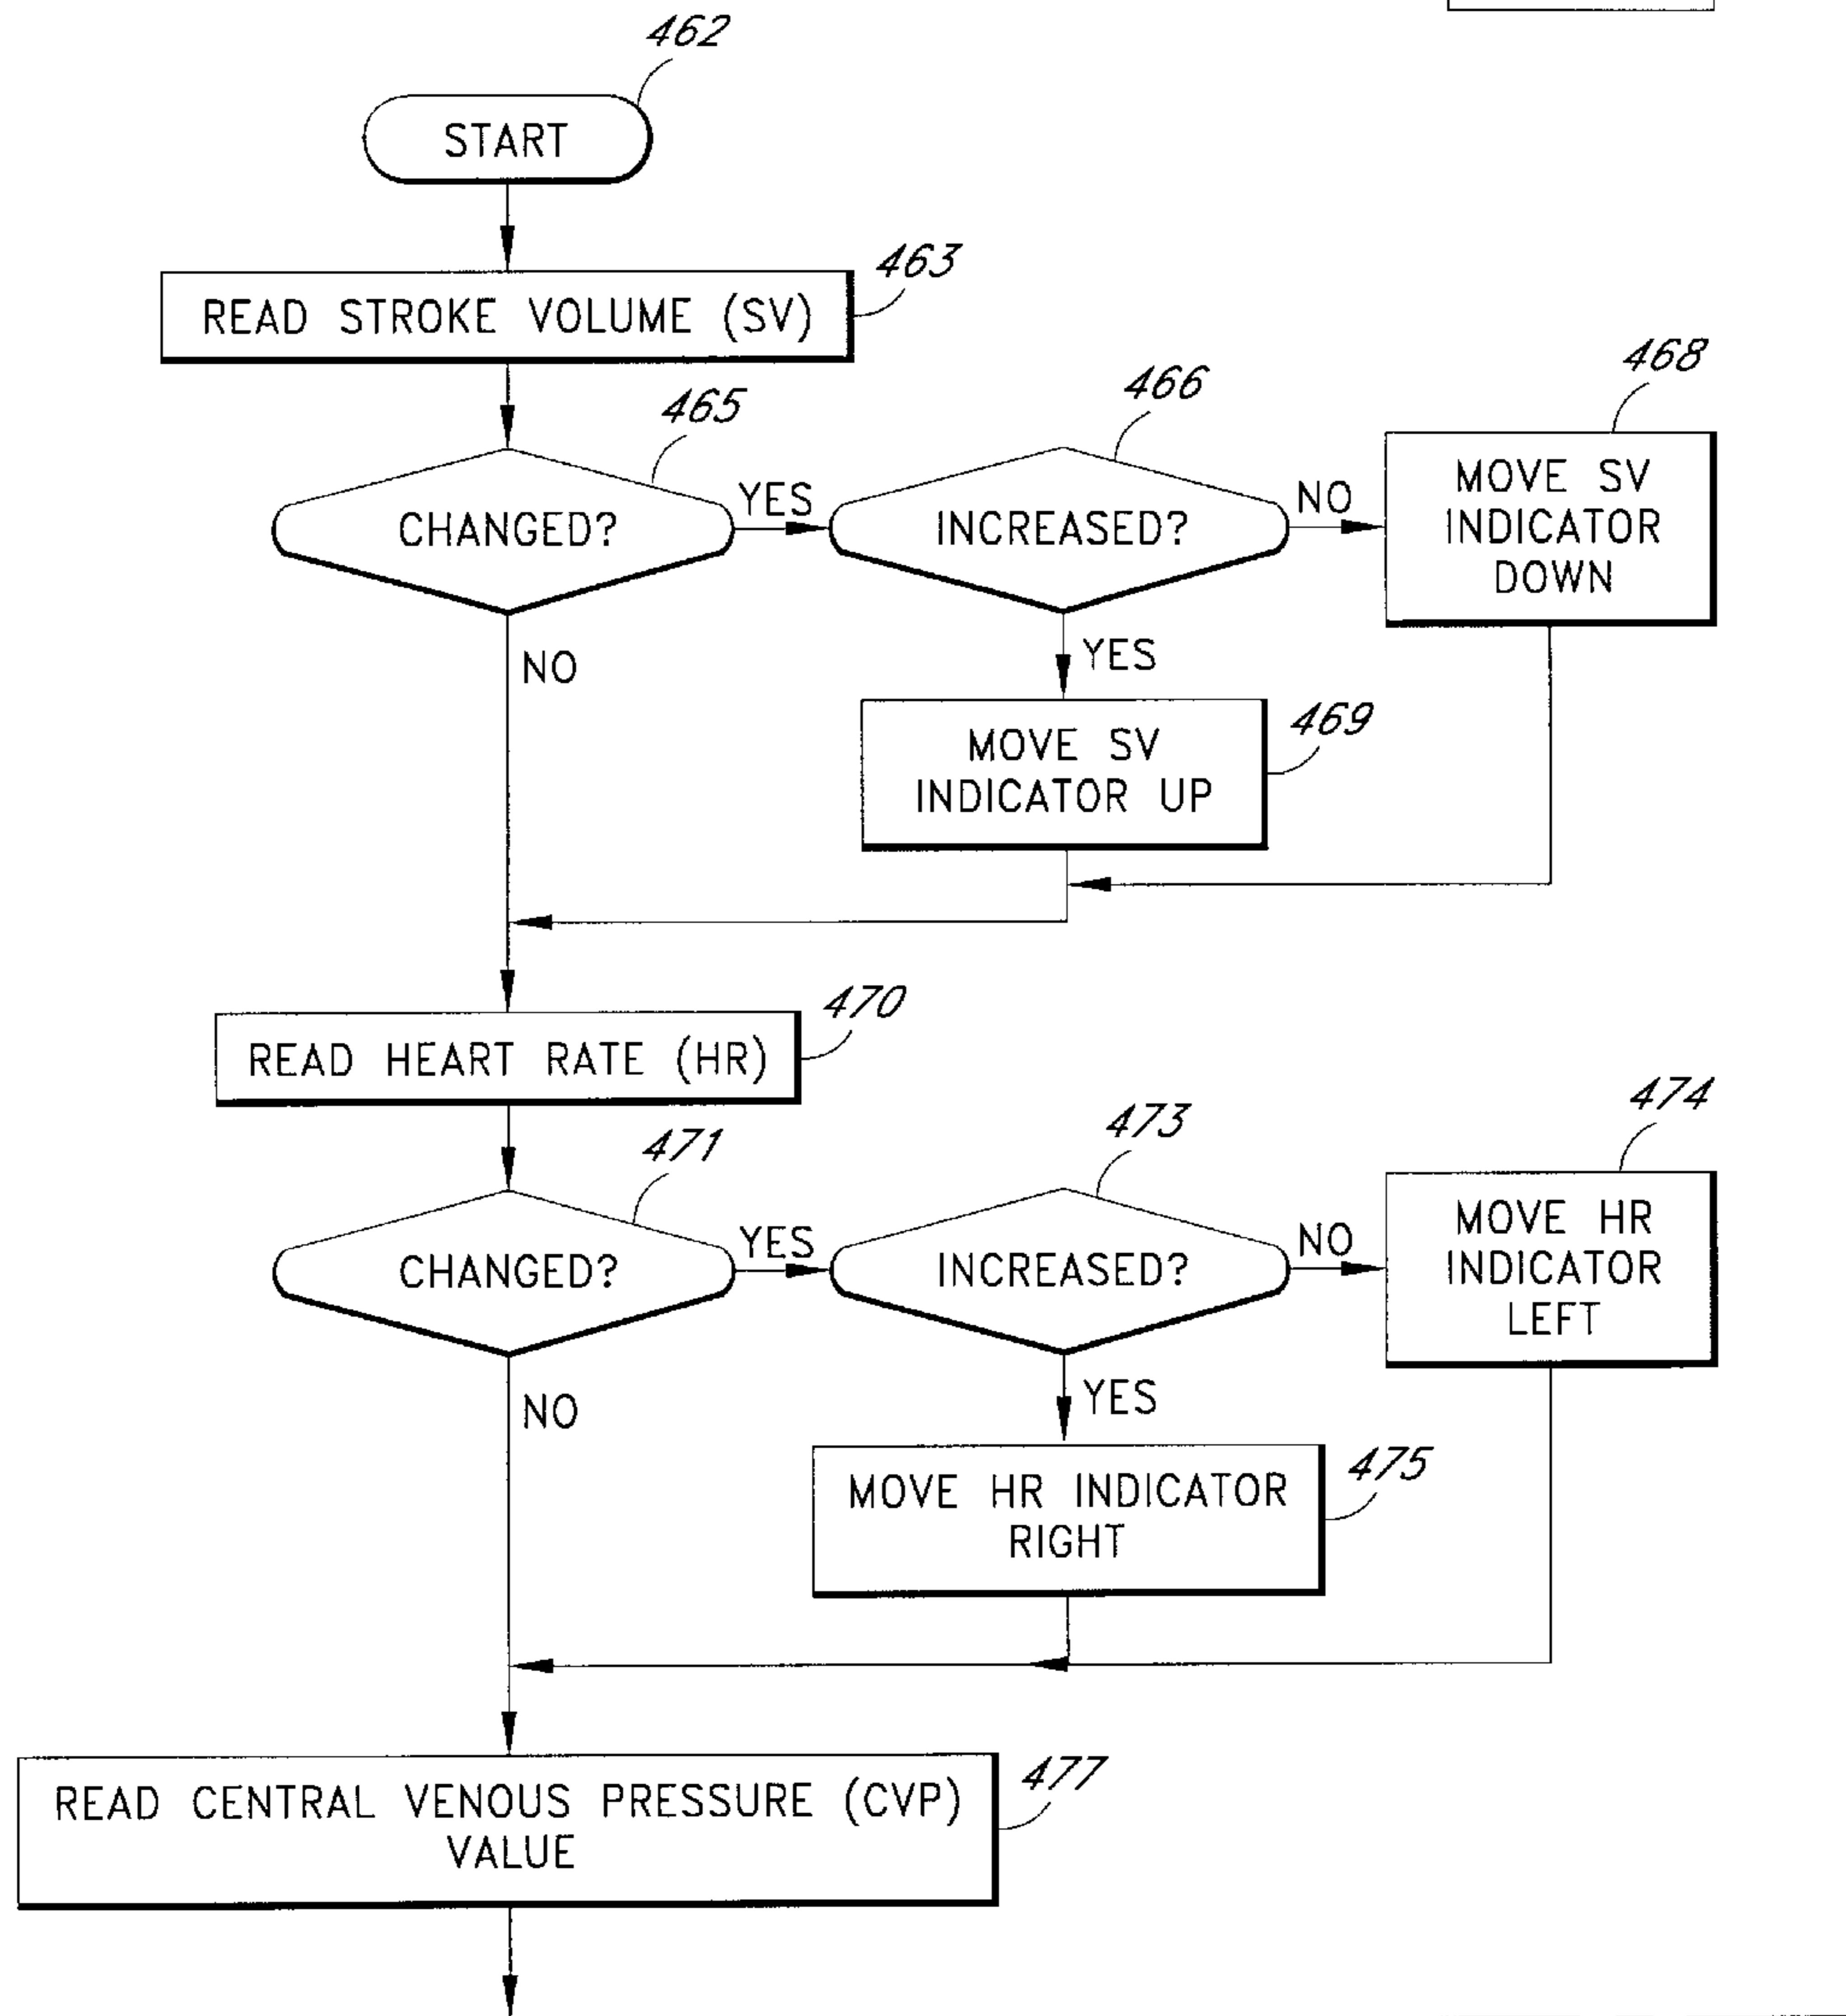 462
START
463
READ STROKE VOLUME (SV)
465
466
468
CHANGED?
YES
INCREASED?
NO
MOVE SV
INDICATOR
DOWN
NO
YES
469
MOVE SV
INDICATOR UP
470
READ HEART RATE (HR)
471
473
474
CHANGED?
YES
INCREASED?
NO
MOVE HR
INDICATOR
LEFT
NO
YES
475
MOVE HR INDICATOR
RIGHT
477
READ CENTRAL VENOUS PRESSURE (CVP)
VALUE